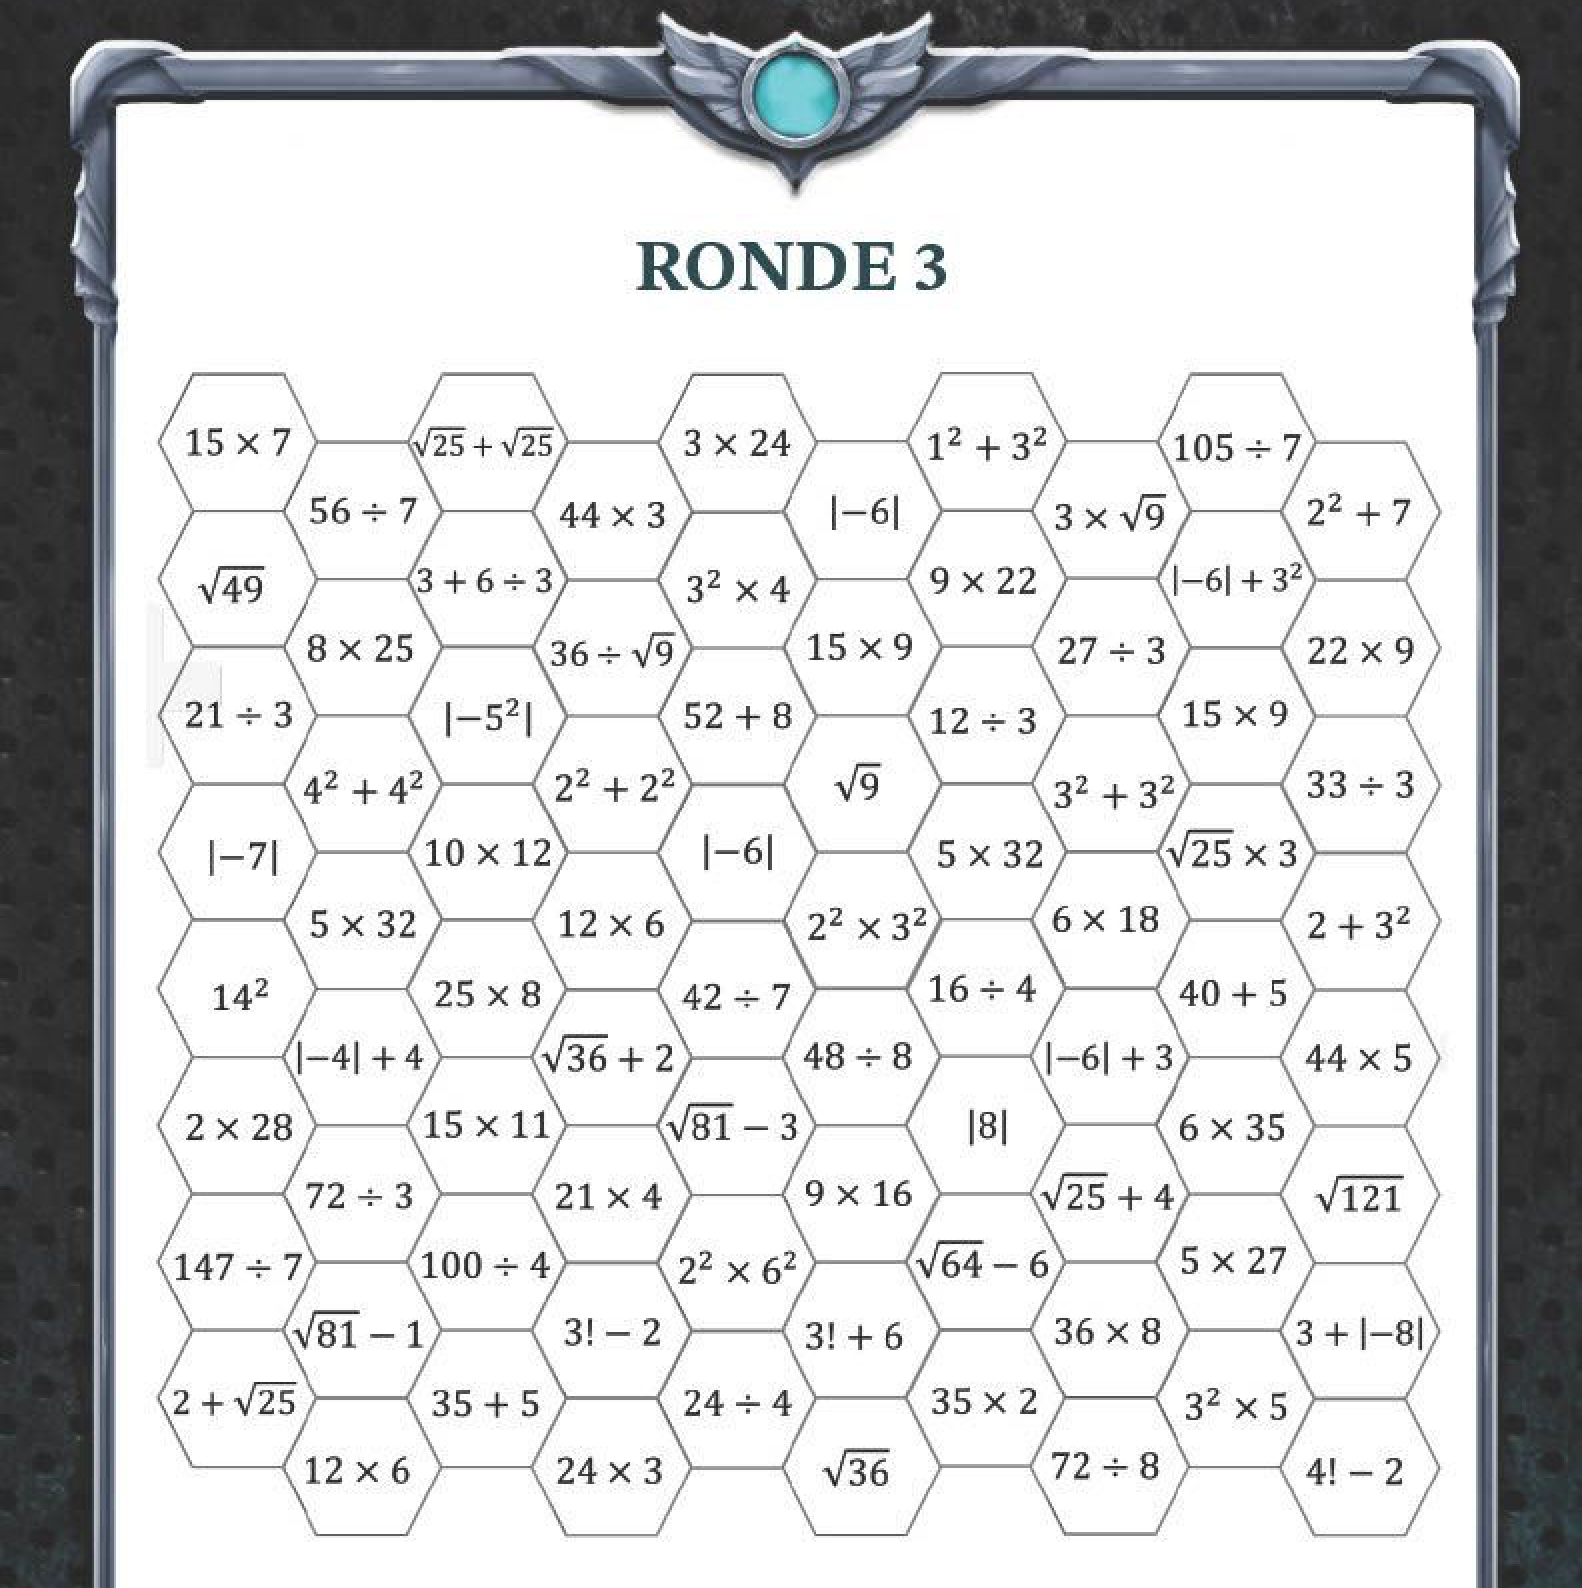 RONDE 3
15 × 7 √25 + √25 3 × 24 1² + 3² 105 ÷ 7
56 ÷ 7 44 × 3 |−6| 3 × √9 2² + 7
√49 3 + 6 ÷ 3 3² × 4 9 × 22 |−6| + 3²
8 × 25 36 ÷ √9 15 × 9 27 ÷ 3 22 × 9
21 ÷ 3 |−5²| 52 + 8 12 ÷ 3 15 × 9
4² + 4² 2² + 2² √9 3² + 3² 33 ÷ 3
|−7| 10 × 12 |−6| 5 × 32 √25 × 3
5 × 32 12 × 6 2² × 3² 6 × 18 2 + 3²
14² 25 × 8 42 ÷ 7 16 ÷ 4 40 + 5
|−4| + 4 √36 + 2 48 ÷ 8 |−6| + 3 44 × 5
2 × 28 15 × 11 √81 − 3 |8| 6 × 35
72 ÷ 3 21 × 4 9 × 16 √25 + 4 √121
147 ÷ 7 100 ÷ 4 2² × 6² √64 − 6 5 × 27
√81 − 1 3! − 2 3! + 6 36 × 8 3 + |−8|
2 + √25 35 + 5 24 ÷ 4 35 × 2 3² × 5
12 × 6 24 × 3 √36 72 ÷ 8 4! − 2